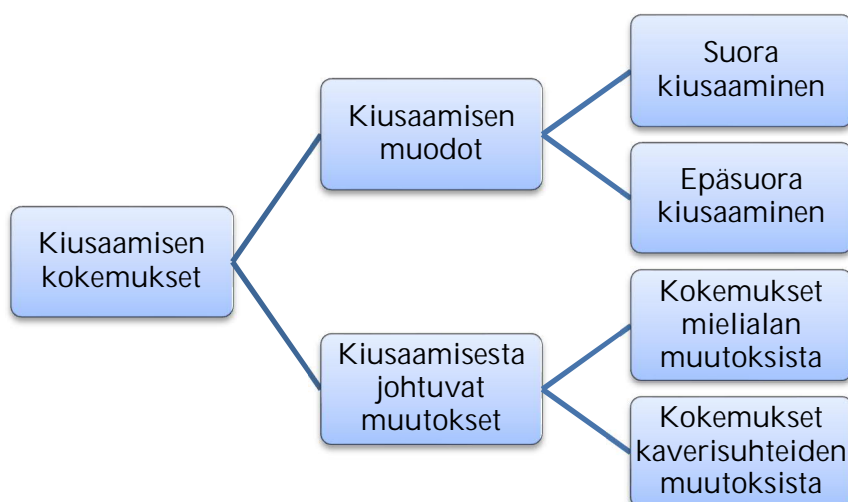 Suora
kiusaaminen
Kiusaamisen
muodot
Epäsuora
kiusaaminen
Kiusaamisen
kokemukset
Kokemukset
mielialan
muutoksista
Kiusaamisesta
johtuvat
muutokset
Kokemukset
kaverisuhteiden
muutoksista